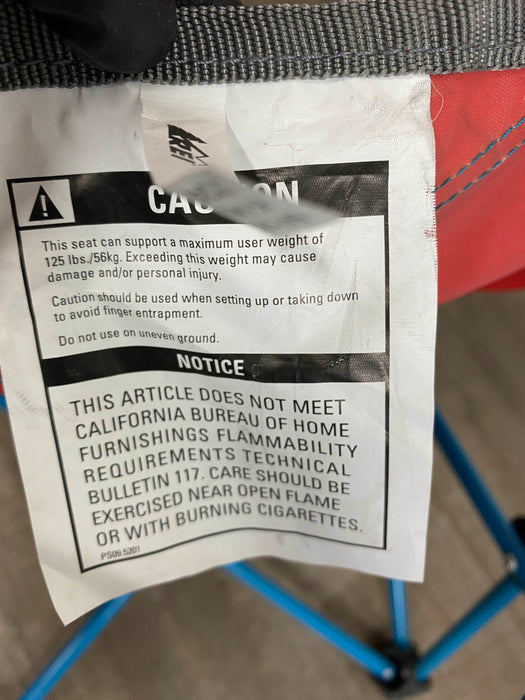 REI
CAUTION
This seat can support a maximum user weight of
125 lbs./56kg. Exceeding this weight may cause
damage and/or personal injury.
Caution should be used when setting up or taking down
to avoid finger entrapment.
Do not use on uneven ground.
NOTICE
THIS ARTICLE DOES NOT MEET
CALIFORNIA BUREAU OF HOME
FURNISHINGS FLAMMABILITY
REQUIREMENTS TECHNICAL
BULLETIN 117. CARE SHOULD BE
EXERCISED NEAR OPEN FLAME
OR WITH BURNING CIGARETTES.
PS09.5201